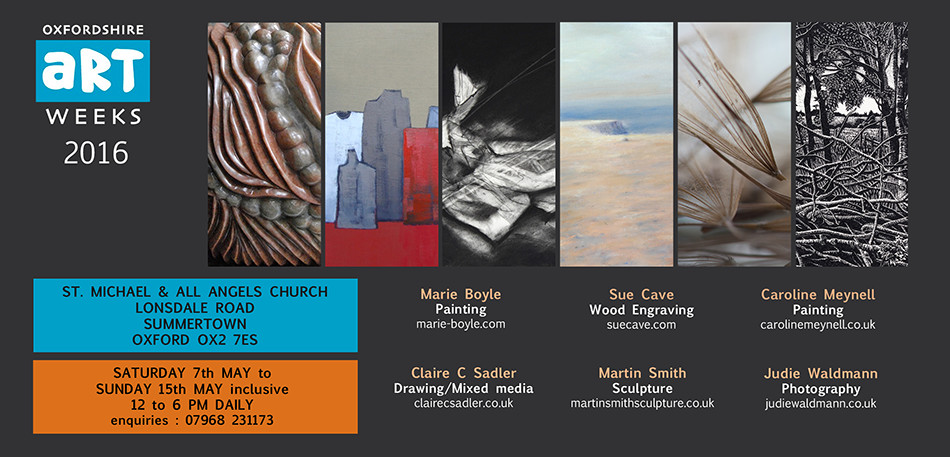 OXFORDSHIRE
aRT
WEEKS
2016
ST. MICHAEL & ALL ANGELS CHURCH
LONSDALE ROAD
SUMMERTOWN
OXFORD OX2 7ES
SATURDAY 7th MAY to
SUNDAY 15th MAY inclusive
12 to 6 PM DAILY
enquiries : 07968 231173
Marie Boyle
Painting
marie-boyle.com
Sue Cave
Wood Engraving
suecave.com
Caroline Meynell
Painting
carolinemeynell.co.uk
Claire C Sadler
Drawing/Mixed media
clairecsadler.co.uk
Martin Smith
Sculpture
martinsmithsculpture.co.uk
Judie Waldmann
Photography
judiewaldmann.co.uk